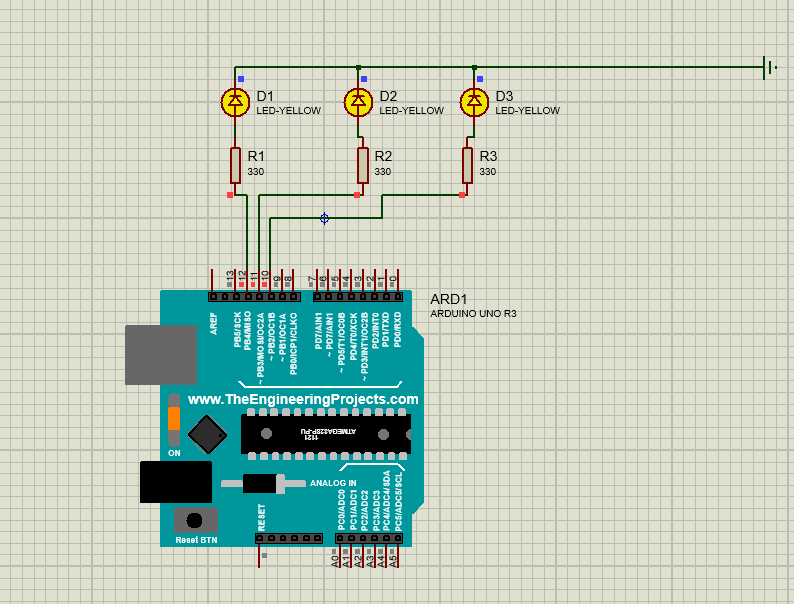 D1
LED-YELLOW
D2
LED-YELLOW
D3
LED-YELLOW
R1
330
R2
330
R3
330
13
12
11
10
9
8
7
6
5
4
3
2
1
0
ARD1
ARDUINO UNO R3
AREF
PB5/SCK
PB4/MISO
~ PB3/MOSI/OC2A
~ PB2/OC1B
~ PB1/OC1A
PB0/ICP1/CLKO
PD7/AIN1
~ PD7/AIN1
~ PD5/T1/OC0B
PD4/T0/XCK
~ PD3/INT1/OC2B
PD2/INT0
PD1/TXD
PD0/RXD
www.TheEngineeringProjects.com
ON
ATMEGA328P-PU
1121
ANALOG IN
RESET
PC0/ADC0
PC1/ADC1
PC2/ADC2
PC3/ADC3
PC4/ADC4/SDA
PC5/ADC5/SCL
Reset BTN
A0
A1
A2
A3
A4
A5